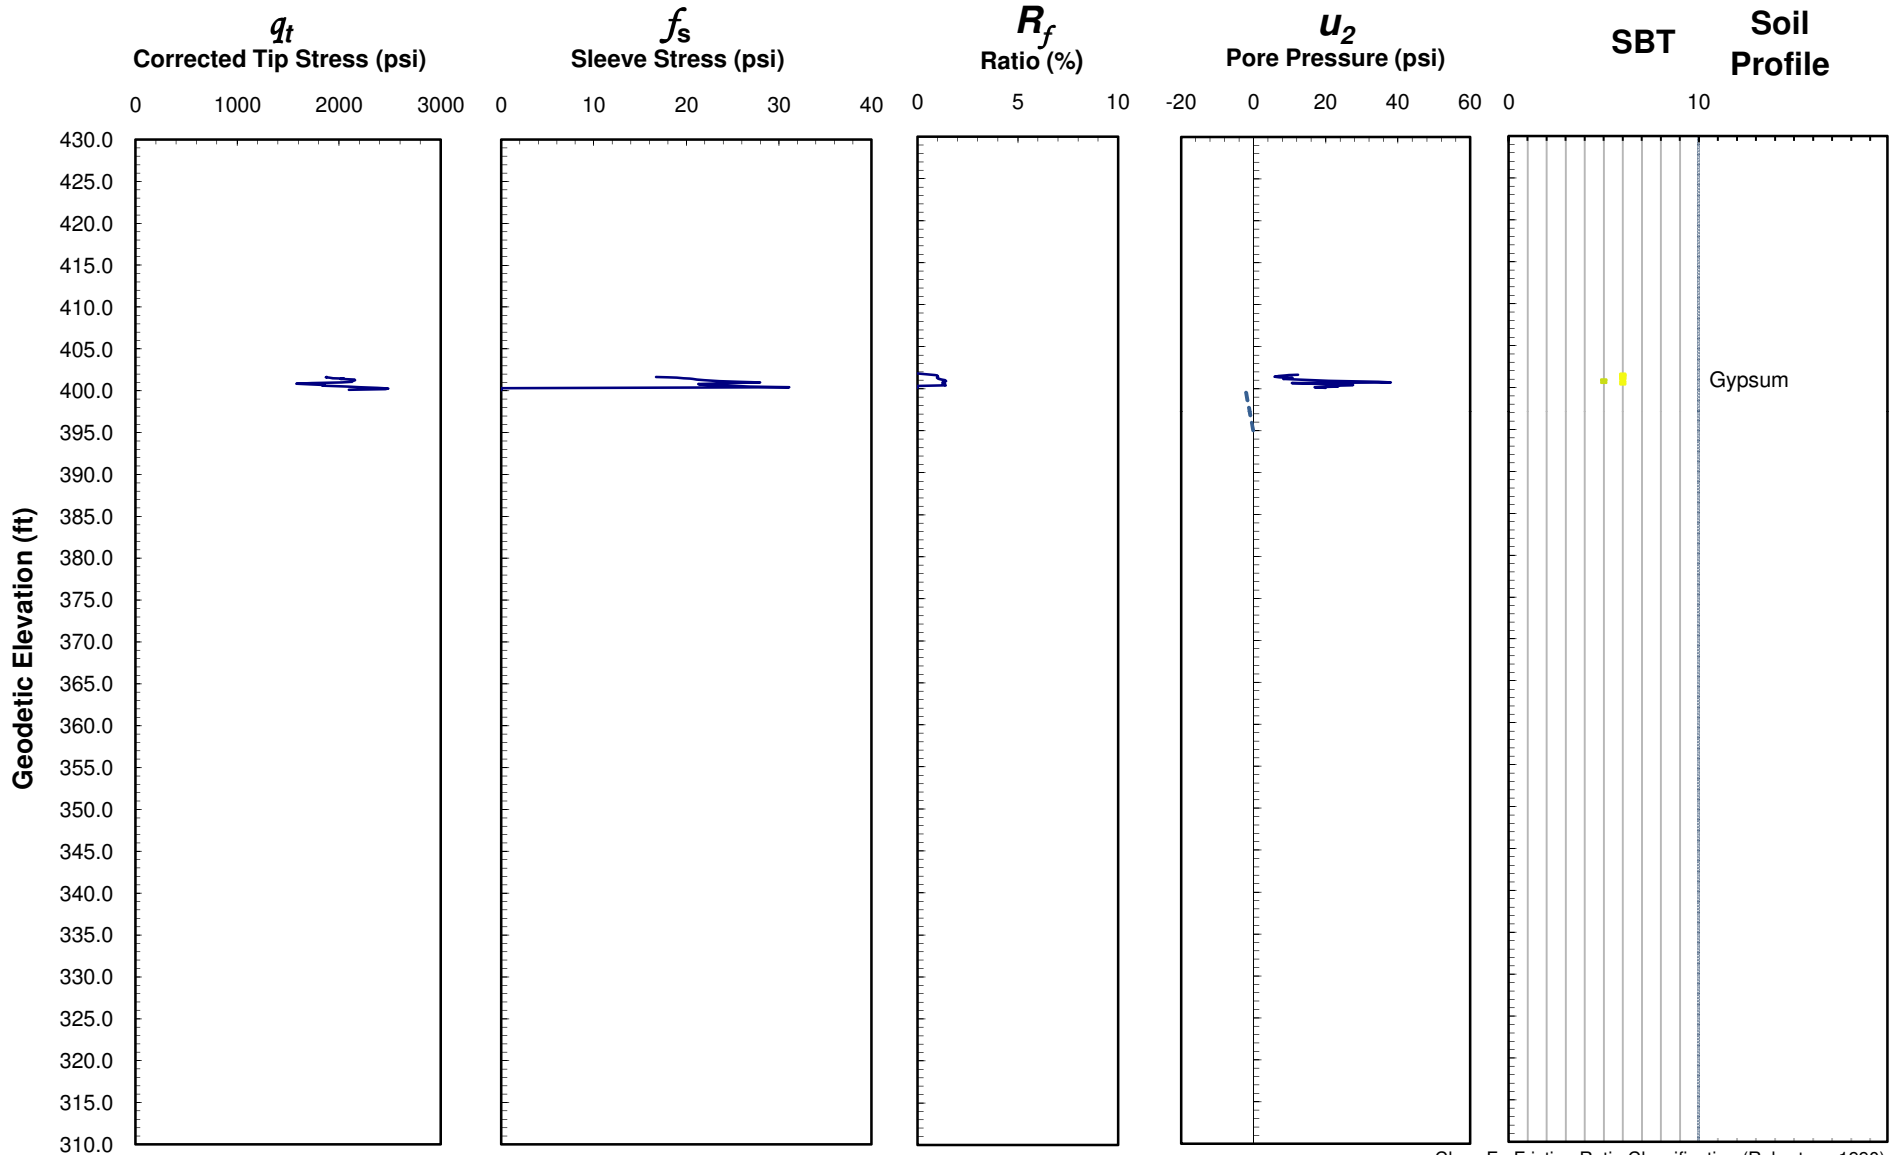 qt
Corrected Tip Stress (psi)
fs
Sleeve Stress (psi)
Rf
Ratio (%)
u2
Pore Pressure (psi)
SBT
Soil
Profile
0 1000 2000 3000
0 10 20 30 40
0 5 10
-20 0 20 40 60
0 10
Geodetic Elevation (ft)
430.0
425.0
420.0
415.0
410.0
405.0
400.0
395.0
390.0
385.0
380.0
375.0
370.0
365.0
360.0
355.0
350.0
345.0
340.0
335.0
330.0
325.0
320.0
315.0
310.0
Gypsum